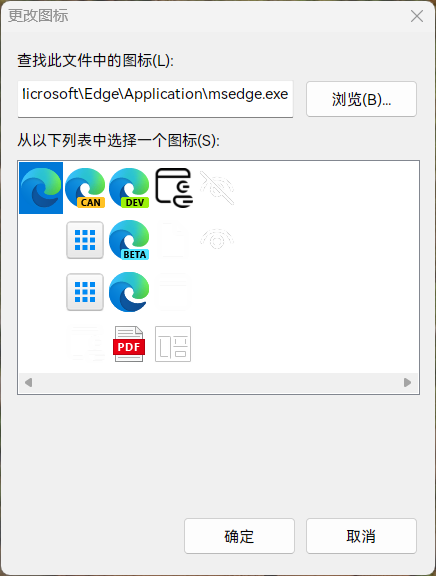 更改图标
查找此文件中的图标(L):
licrosoft\Edge\Application\msedge.exe
浏览(B)...
从以下列表中选择一个图标(S):
CAN
DEV
BETA
PDF
确定
取消